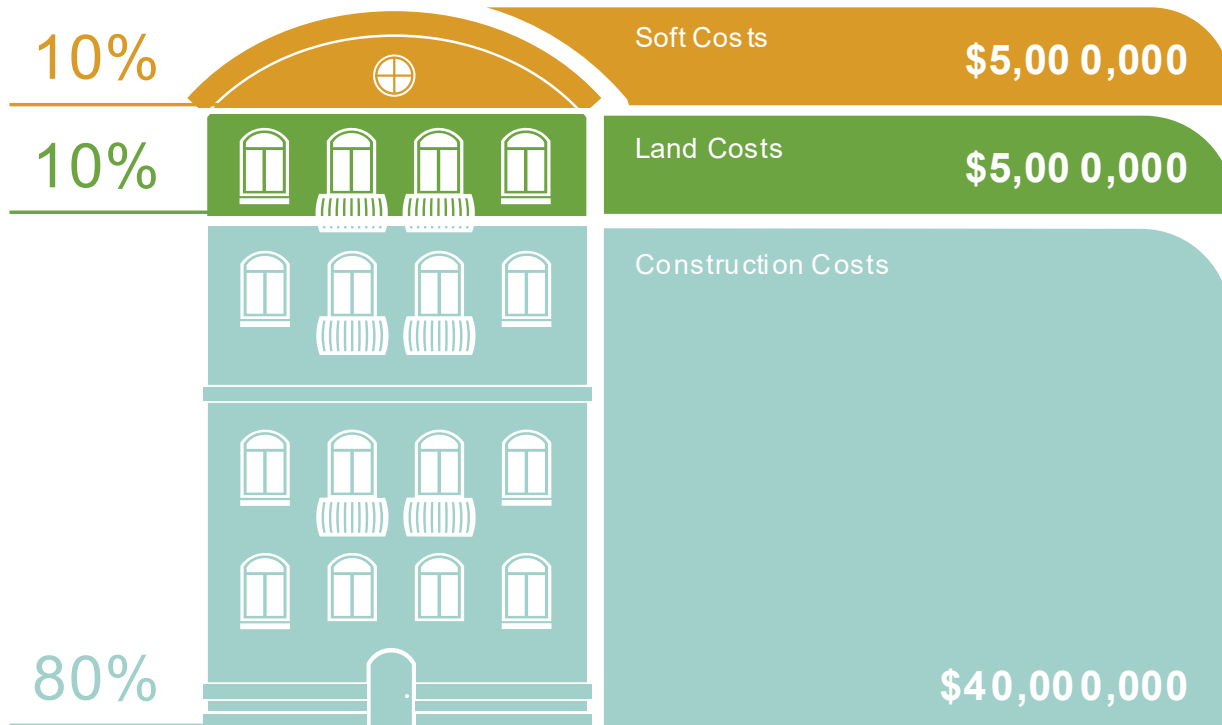 10%
Soft Costs
$5,000,000
10%
Land Costs
$5,000,000
Construction Costs
80%
$40,000,000